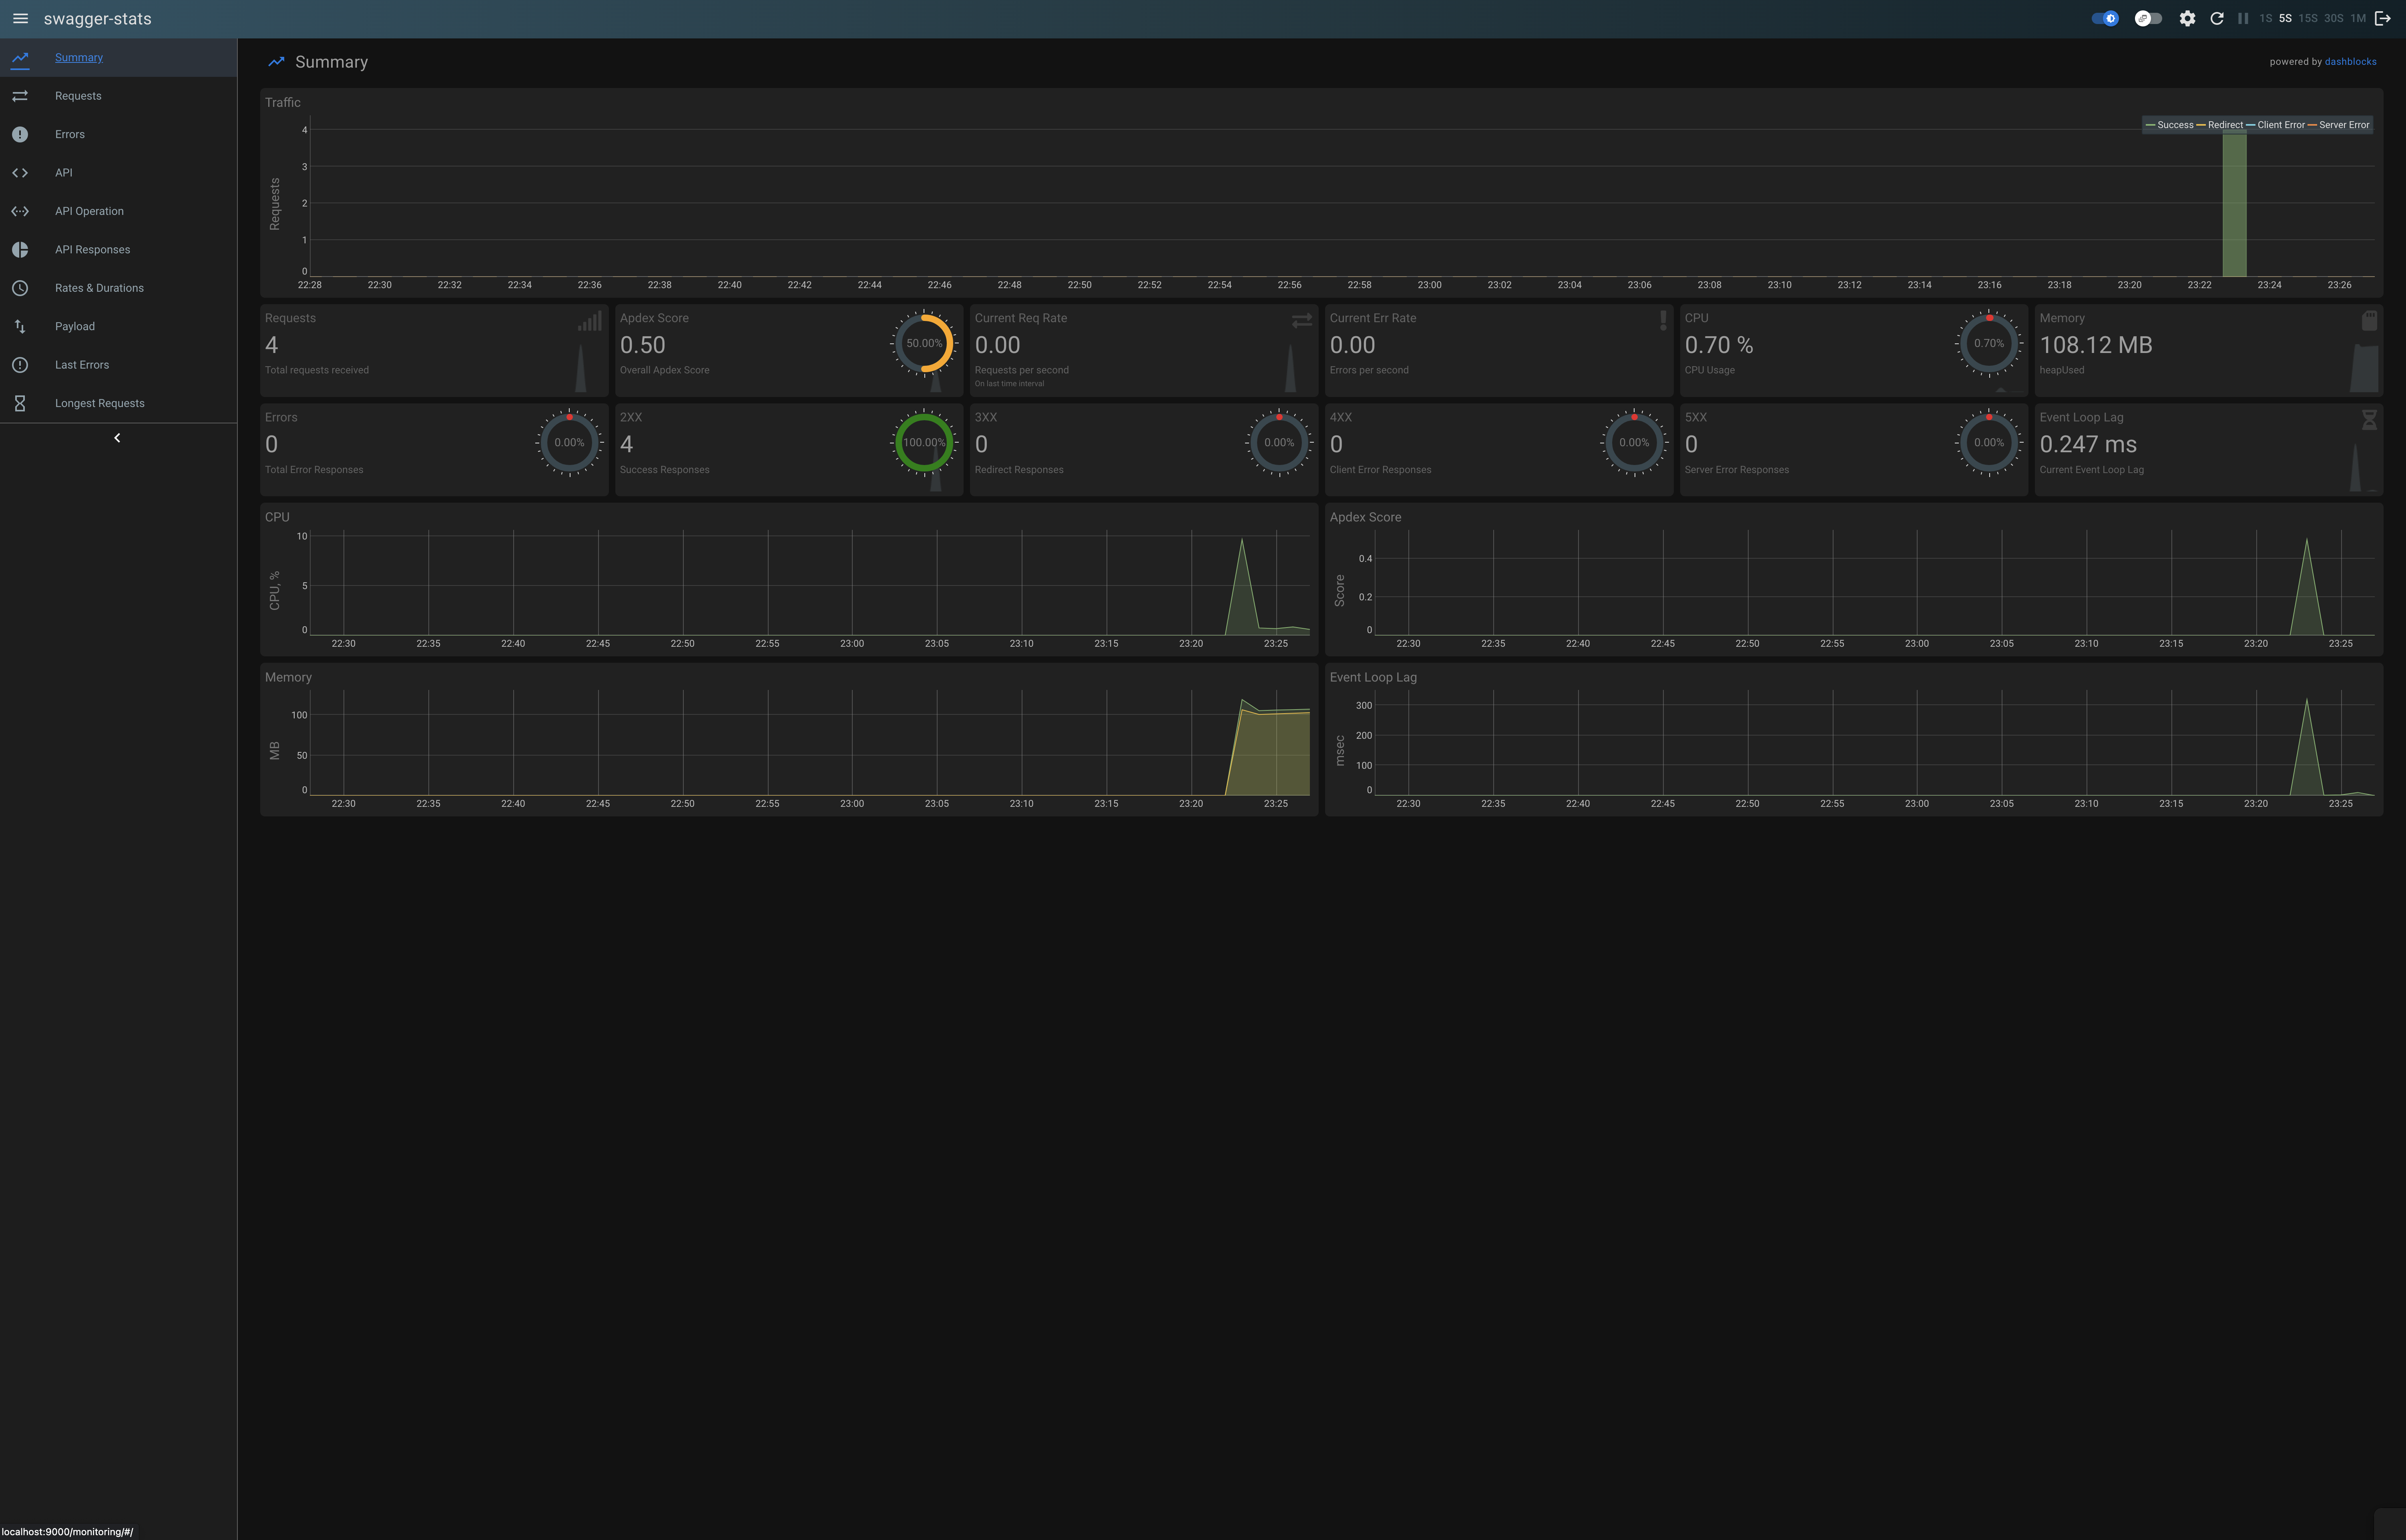 swagger-stats
1S 5S 15S 30S 1M
Summary
Requests
Errors
API
API Operation
API Responses
Rates & Durations
Payload
Last Errors
Longest Requests
Summary
powered by dashblocks
Traffic
Success Redirect Client Error Server Error
Requests
4
3
2
1
0
22:28 22:30 22:32 22:34 22:36 22:38 22:40 22:42 22:44 22:46 22:48 22:50 22:52 22:54 22:56 22:58 23:00 23:02 23:04 23:06 23:08 23:10 23:12 23:14 23:16 23:18 23:20 23:22 23:24 23:26
Requests
4
Total requests received
Apdex Score
0.50
Overall Apdex Score
50.00%
Current Req Rate
0.00
Requests per second
On last time interval
Current Err Rate
0.00
Errors per second
CPU
0.70 %
CPU Usage
0.70%
Memory
108.12 MB
heapUsed
Errors
0
Total Error Responses
0.00%
2XX
4
Success Responses
100.00%
3XX
0
Redirect Responses
0.00%
4XX
0
Client Error Responses
0.00%
5XX
0
Server Error Responses
0.00%
Event Loop Lag
0.247 ms
Current Event Loop Lag
CPU
CPU, %
10
5
0
22:30 22:35 22:40 22:45 22:50 22:55 23:00 23:05 23:10 23:15 23:20 23:25
Apdex Score
Score
0.4
0.2
0
22:30 22:35 22:40 22:45 22:50 22:55 23:00 23:05 23:10 23:15 23:20 23:25
Memory
MB
100
50
0
22:30 22:35 22:40 22:45 22:50 22:55 23:00 23:05 23:10 23:15 23:20 23:25
Event Loop Lag
msec
300
200
100
0
22:30 22:35 22:40 22:45 22:50 22:55 23:00 23:05 23:10 23:15 23:20 23:25
localhost:9000/monitoring/#/